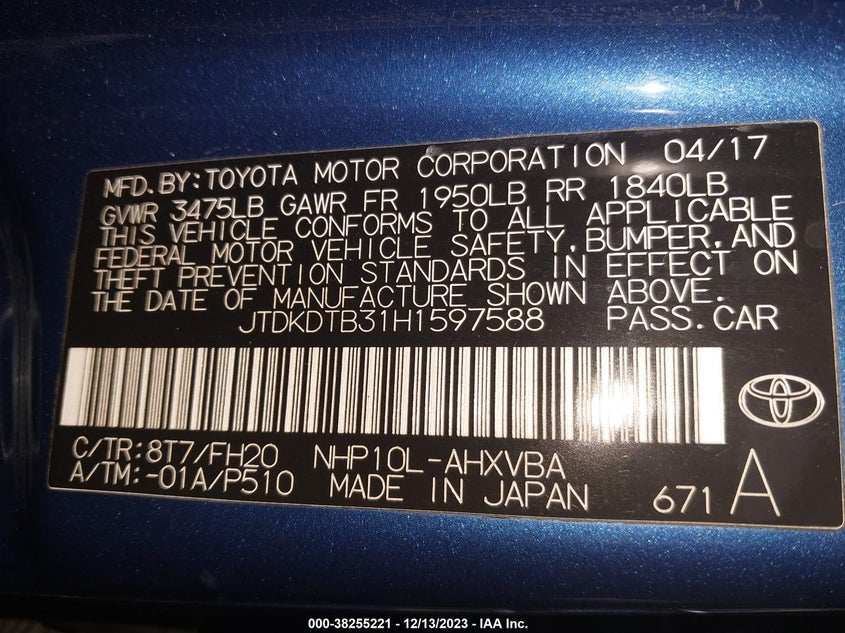 MFD. BY: TOYOTA MOTOR CORPORATION 04/17
GVWR 3475LB GAWR FR 1950LB RR 1840LB
THIS VEHICLE CONFORMS TO ALL APPLICABLE
FEDERAL MOTOR VEHICLE SAFETY, BUMPER, AND
THEFT PREVENTION STANDARDS IN EFFECT ON
THE DATE OF MANUFACTURE SHOWN ABOVE.
JTDKDTB31H1597588 PASS. CAR
C/TR: 8T7/FH20 NHP10L-AHXVBA
A/TM: -01A/P510 MADE IN JAPAN 671 A
000-38255221 - 12/13/2023 - IAA Inc.